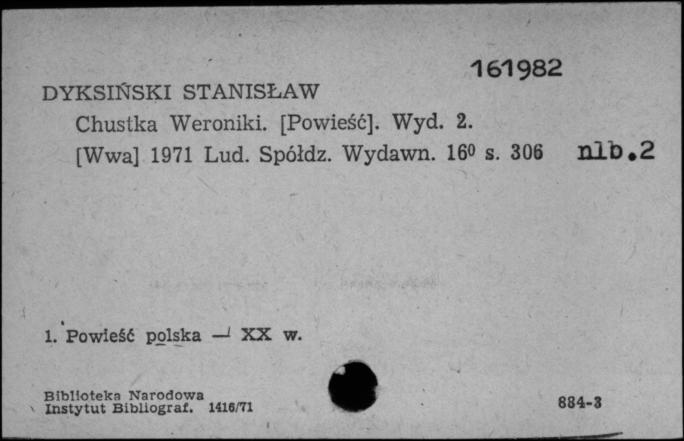 161982
DYKSIŃSKI STANISŁAW
Chustka Weroniki. [Powieść]. Wyd. 2.
[Wwa] 1971 Lud. Spółdz. Wydawn. 16⁰ s. 306 nlb.2
1. Powieść polska — XX w.
Biblioteka Narodowa
Instytut Bibliograf. 1416/71
884-3